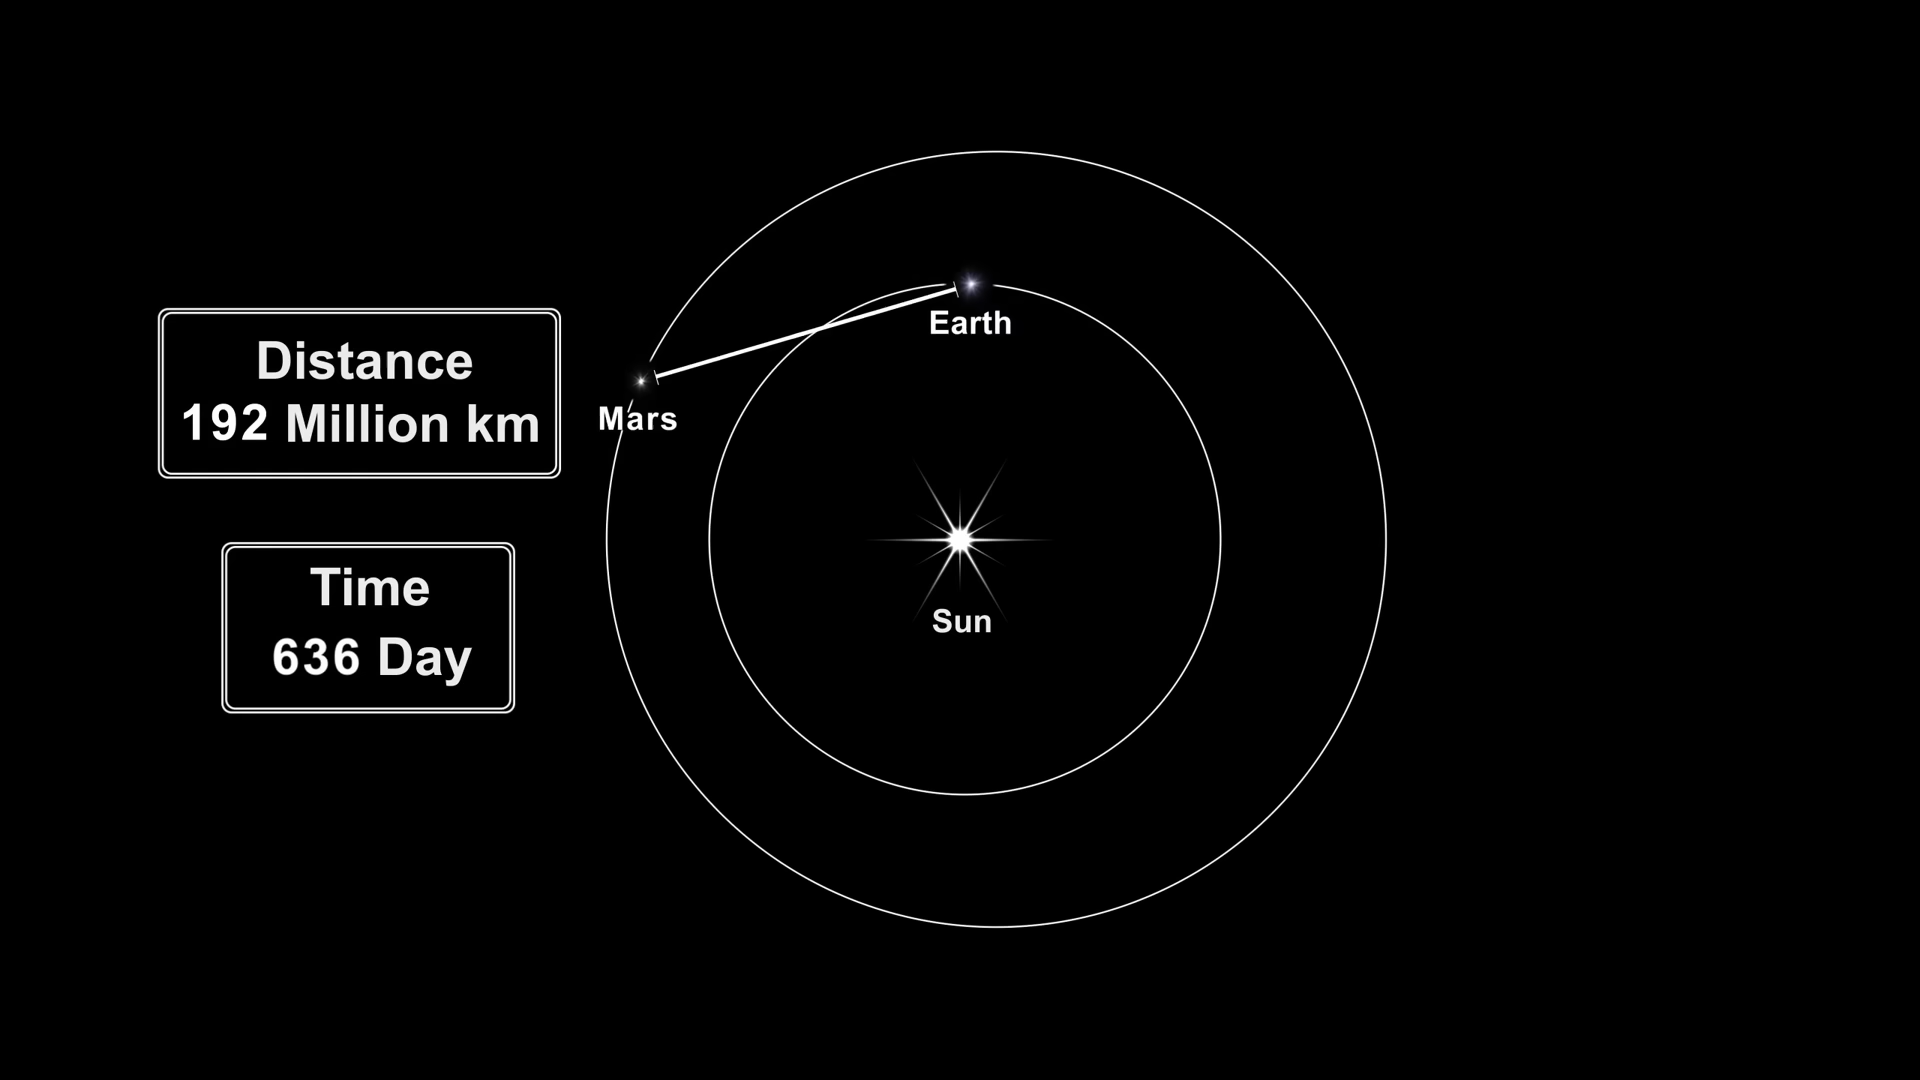 Distance
192 Million km
Time
636 Day
Earth
Mars
Sun